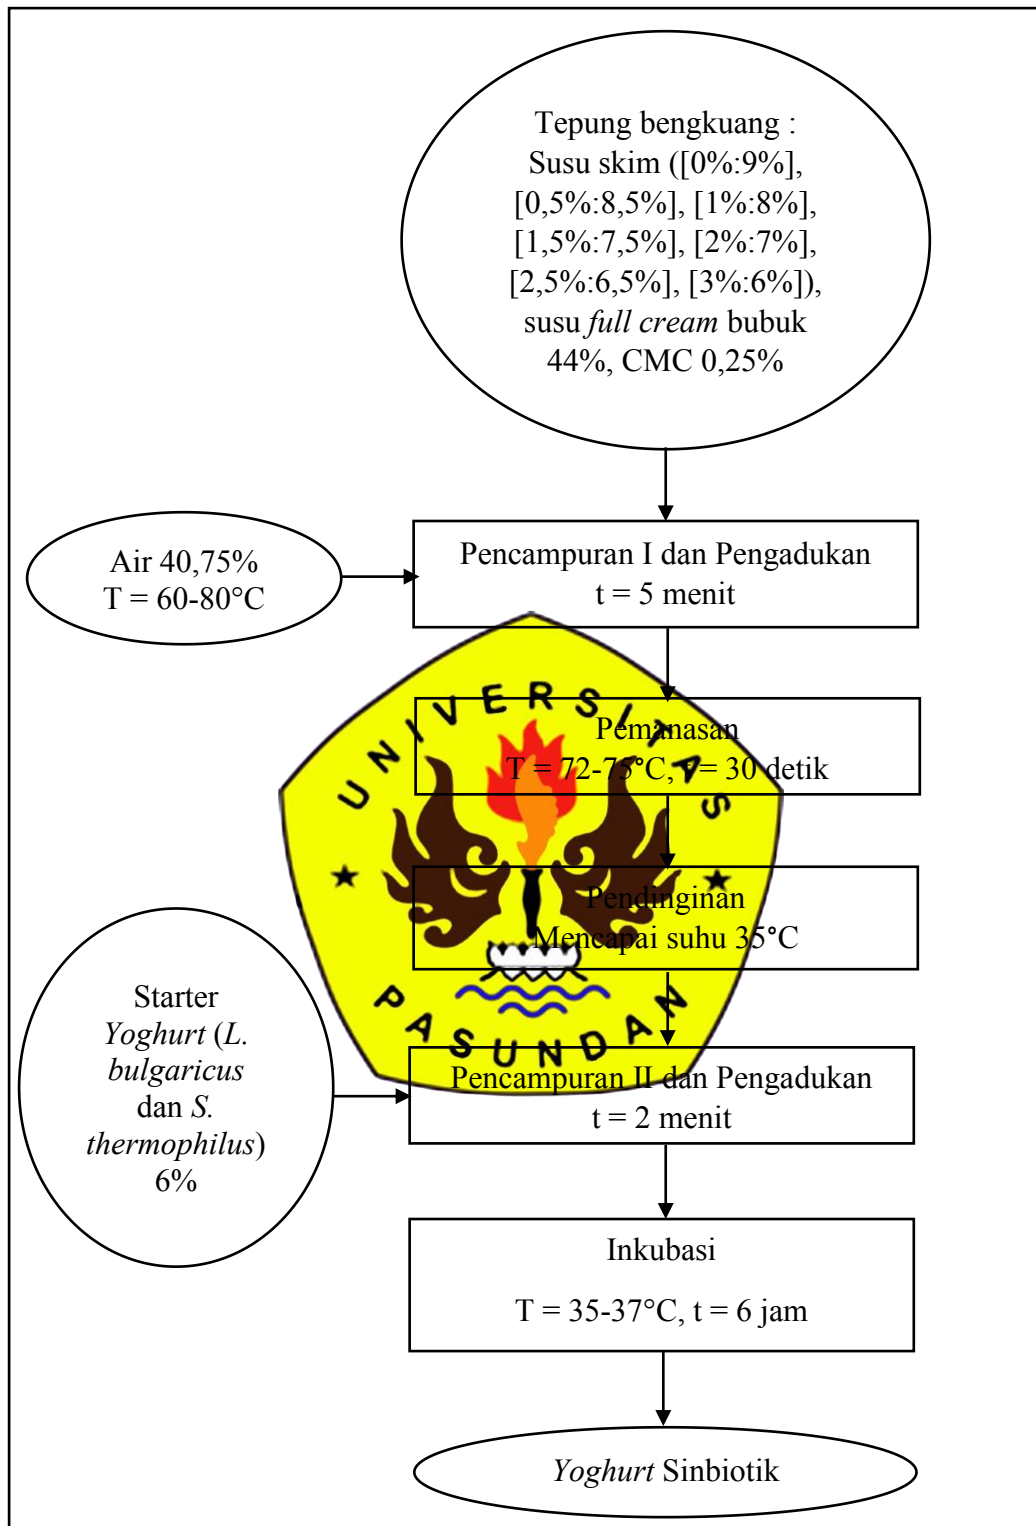 Tepung bengkuang :
Susu skim ([0%:9%],
[0,5%:8,5%], [1%:8%],
[1,5%:7,5%], [2%:7%],
[2,5%:6,5%], [3%:6%]),
susu full cream bubuk
44%, CMC 0,25%
Air 40,75%
T = 60-80°C
Pencampuran I dan Pengadukan
t = 5 menit
UNIVERSITAS
Pemanasan
T = 72-75°C, t = 30 detik
Pendinginan
Mencapai suhu 35°C
PASUNDAN
Starter
Yoghurt (L.
bulgaricus
dan S.
thermophilus)
6%
Pencampuran II dan Pengadukan
t = 2 menit
Inkubasi
T = 35-37°C, t = 6 jam
Yoghurt Sinbiotik